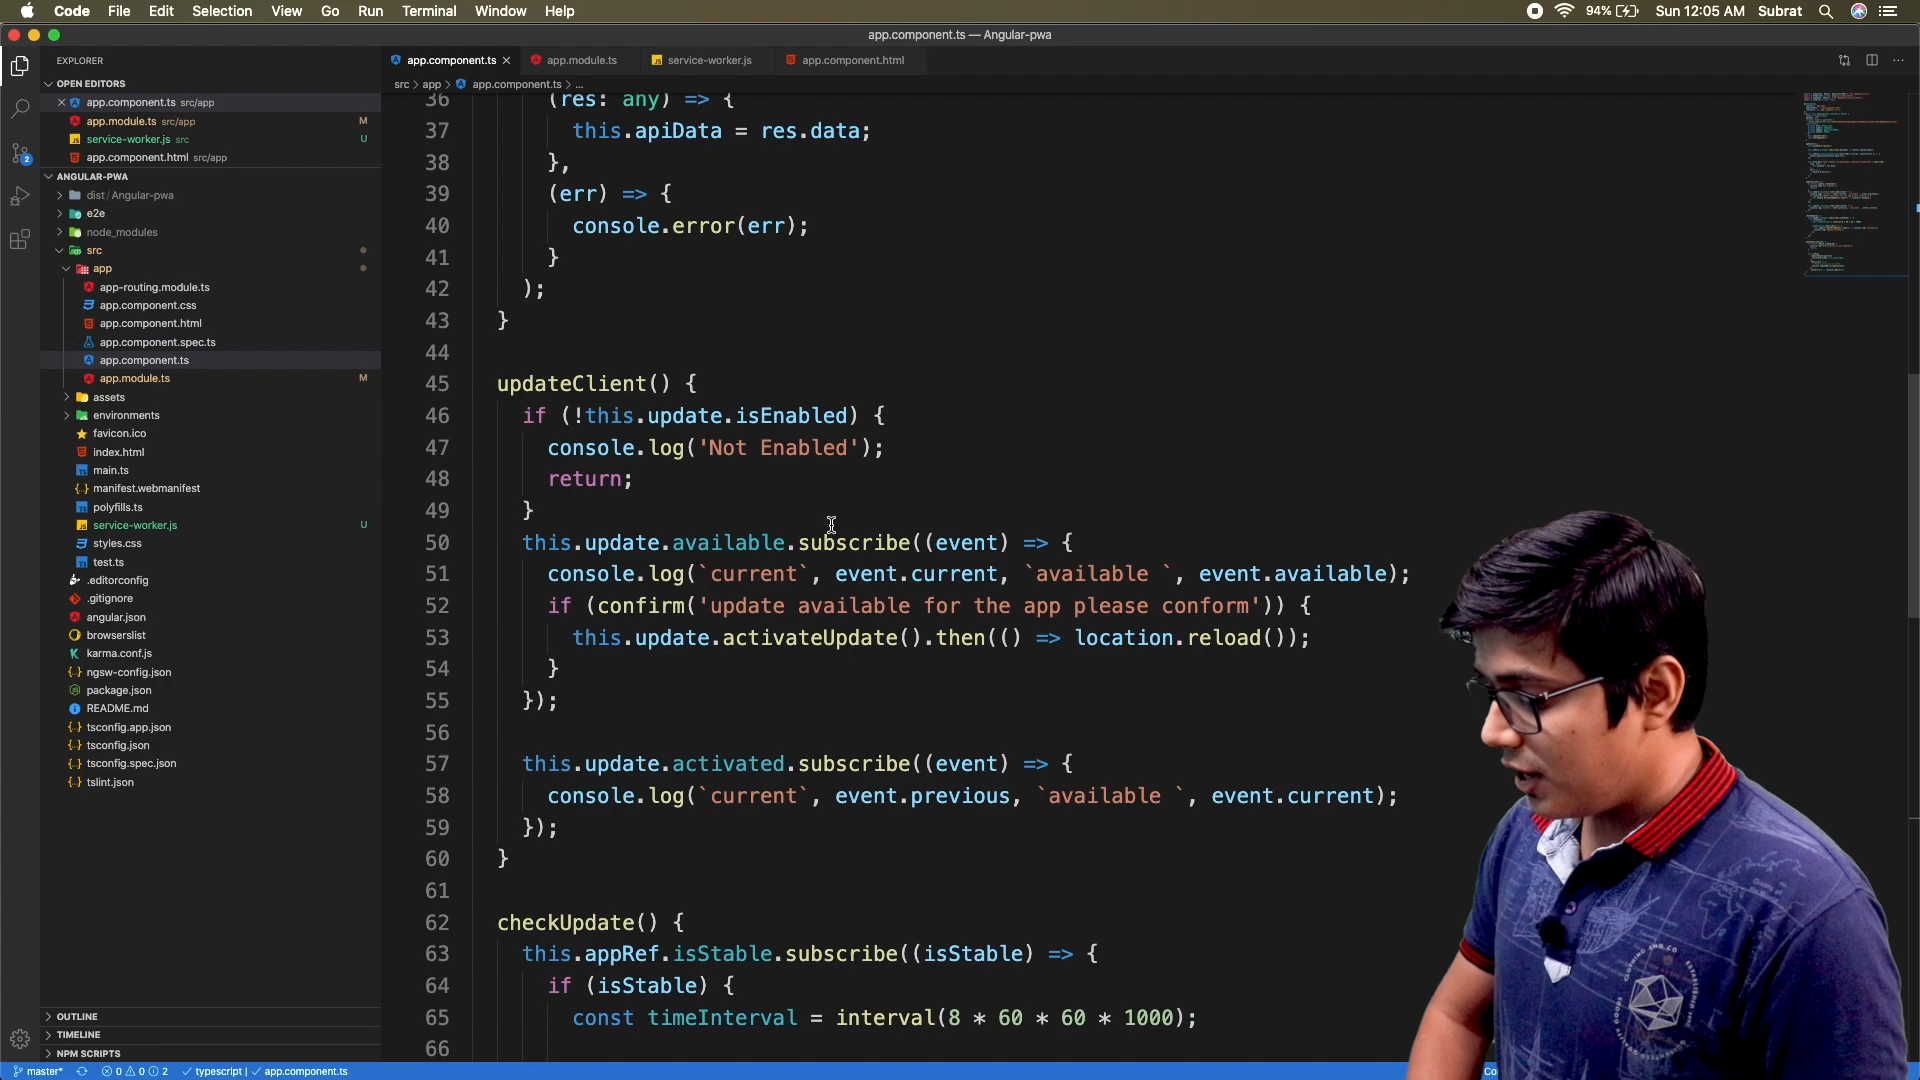 Code File Edit Selection View Go Run Terminal Window Help
94% Sun 12:05 AM Subrat
app.component.ts — Angular-pwa
EXPLORER
OPEN EDITORS
app.component.ts src/app
app.module.ts src/app M
service-worker.js src U
app.component.html src/app
ANGULAR-PWA
dist / Angular-pwa
e2e
node_modules
src
app
app-routing.module.ts
app.component.css
app.component.html
app.component.spec.ts
app.component.ts
app.module.ts M
assets
environments
favicon.ico
index.html
main.ts
manifest.webmanifest
polyfills.ts
service-worker.js U
styles.css
test.ts
.editorconfig
.gitignore
angular.json
browserslist
karma.conf.js
ngsw-config.json
package.json
README.md
tsconfig.app.json
tsconfig.json
tsconfig.spec.json
tslint.json
OUTLINE
TIMELINE
NPM SCRIPTS
app.component.ts app.module.ts service-worker.js app.component.html
src > app > app.component.ts > ...
36 (res: any) => {
37 this.apiData = res.data;
38 },
39 (err) => {
40 console.error(err);
41 }
42 );
43 }
44
45 updateClient() {
46 if (!this.update.isEnabled) {
47 console.log('Not Enabled');
48 return;
49 }
50 this.update.available.subscribe((event) => {
51 console.log(`current`, event.current, `available `, event.available);
52 if (confirm('update available for the app please conform')) {
53 this.update.activateUpdate().then(() => location.reload());
54 }
55 });
56
57 this.update.activated.subscribe((event) => {
58 console.log(`current`, event.previous, `available `, event.current);
59 });
60 }
61
62 checkUpdate() {
63 this.appRef.isStable.subscribe((isStable) => {
64 if (isStable) {
65 const timeInterval = interval(8 * 60 * 60 * 1000);
66
master* 0 0 2 typescript | app.component.ts
Co